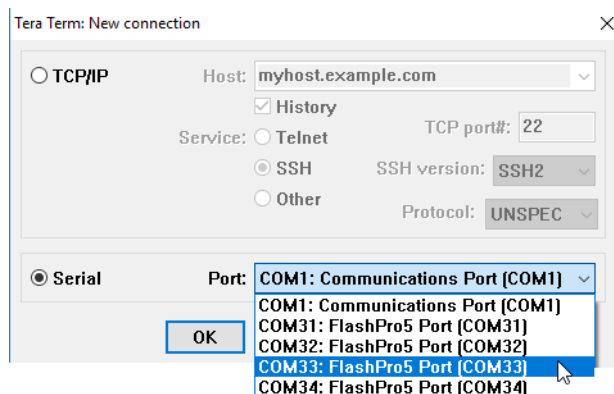 Tera Term: New connection
TCP/IP
Host: myhost.example.com
History
Service: Telnet
TCP port#: 22
SSH
SSH version: SSH2
Other
Protocol: UNSPEC
Serial
Port: COM1: Communications Port (COM1)
COM1: Communications Port (COM1)
COM31: FlashPro5 Port (COM31)
OK
COM32: FlashPro5 Port (COM32)
COM33: FlashPro5 Port (COM33)
COM34: FlashPro5 Port (COM34)